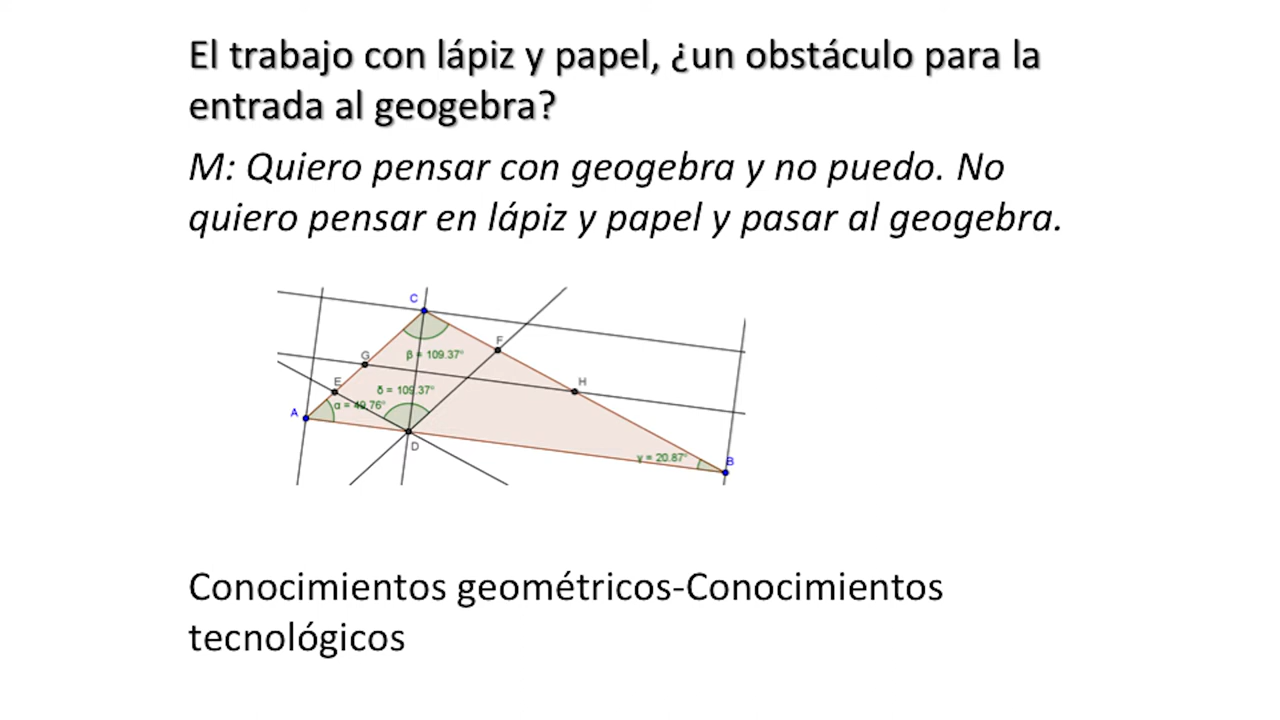 El trabajo con lápiz y papel, ¿un obstáculo para la
entrada al geogebra?
M: Quiero pensar con geogebra y no puedo. No
quiero pensar en lápiz y papel y pasar al geogebra.
C
F
β = 109.37°
G
H
E
δ = 109.37°
α = 49.76°
A
D
γ = 20.87°
B
Conocimientos geométricos-Conocimientos
tecnológicos